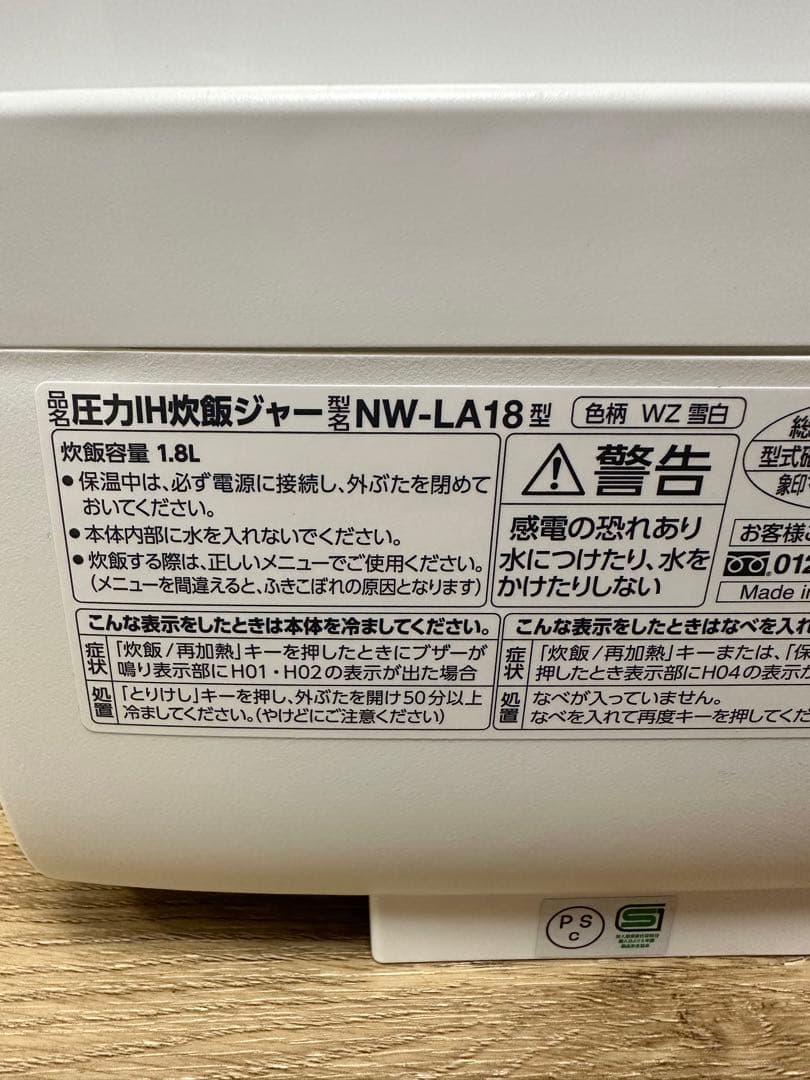 品名 圧力IH炊飯ジャー 型名 NW-LA18型 色柄 WZ 雪白
炊飯容量 1.8L
●保温中は、必ず電源に接続し、外ぶたを閉めて
おいてください。
●本体内部に水を入れないでください。
●炊飯する際は、正しいメニューでご使用ください。
(メニューを間違えると、ふきこぼれの原因となります)
警告
感電の恐れあり
水につけたり、水を
かけたりしない
総
型式確
象印
お客様ご
012
Made in
こんな表示をしたときは本体を冷ましてください。
症状 「炊飯/再加熱」キーを押したときにブザーが
鳴り表示部にH01・H02の表示が出た場合
処置 「とりけし」キーを押し、外ぶたを開け50分以上
冷ましてください。(やけどにご注意ください)
こんな表示をしたときはなべを入れ
症状 「炊飯/再加熱」キーまたは、「保
押したとき表示部にH04の表示が
処置 なべが入っていません。
なべを入れて再度キーを押してくだ
PS
C